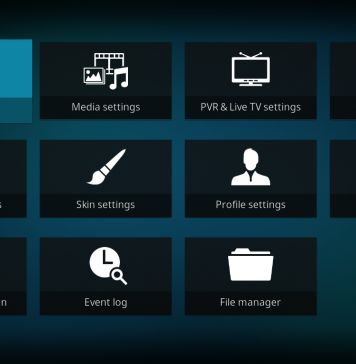 Media settings
PVR & Live TV settings
Skin settings
Profile settings
Event log
File manager